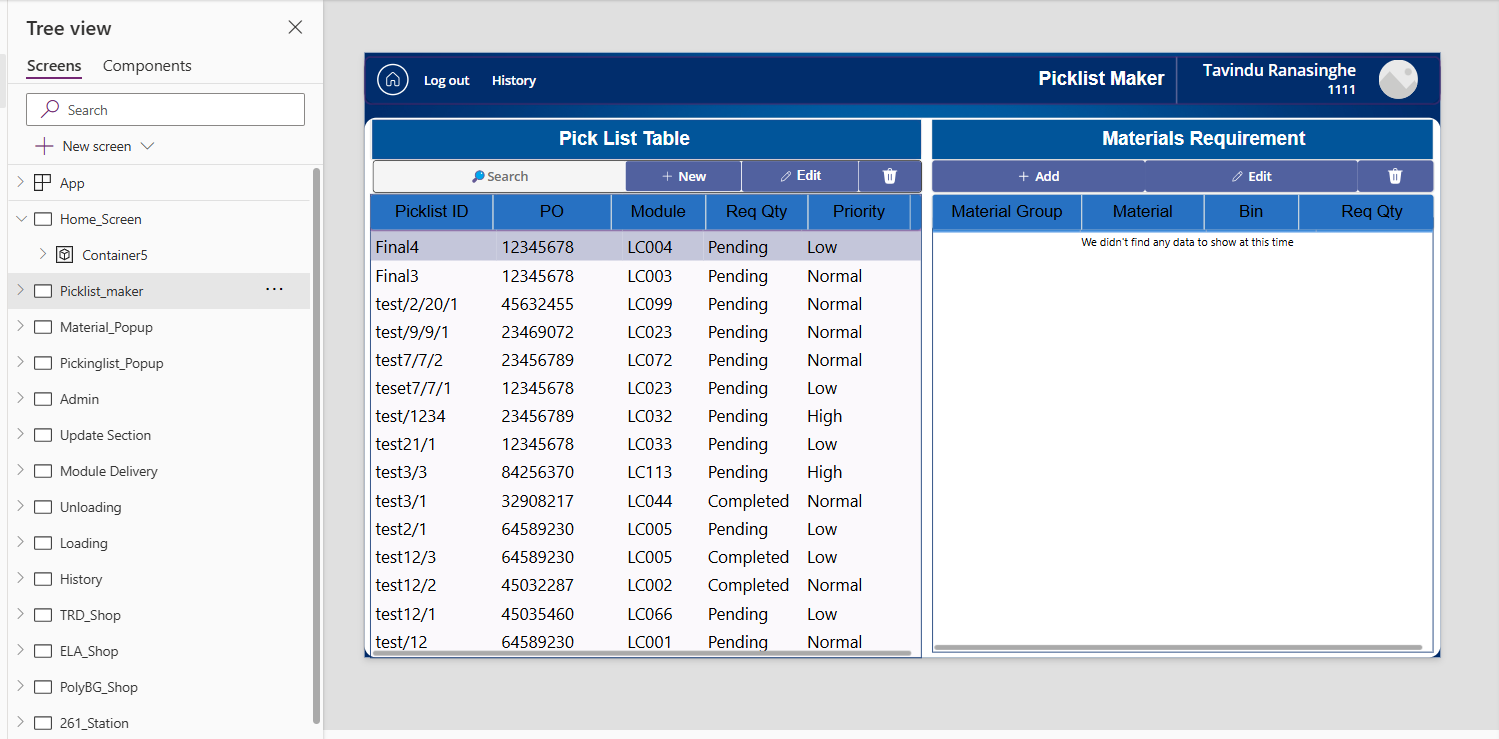 Tree view
Screens Components
Search
New screen
App
Home_Screen
Container5
Picklist_maker ...
Material_Popup
Pickinglist_Popup
Admin
Update Section
Module Delivery
Unloading
Loading
History
TRD_Shop
ELA_Shop
PolyBG_Shop
261_Station
Log out History Picklist Maker Tavindu Ranasinghe
1111
Pick List Table
Search + New Edit
Picklist ID PO Module Req Qty Priority
Final4 12345678 LC004 Pending Low
Final3 12345678 LC003 Pending Normal
test/2/20/1 45632455 LC099 Pending Normal
test/9/9/1 23469072 LC023 Pending Normal
test7/7/2 23456789 LC072 Pending Normal
teset7/7/1 12345678 LC023 Pending Low
test/1234 23456789 LC032 Pending High
test21/1 12345678 LC033 Pending Low
test3/3 84256370 LC113 Pending High
test3/1 32908217 LC044 Completed Normal
test2/1 64589230 LC005 Pending Low
test12/3 64589230 LC005 Completed Low
test12/2 45032287 LC002 Completed Normal
test12/1 45035460 LC066 Pending Low
test/12 64589230 LC001 Pending Normal
Materials Requirement
+ Add Edit
Material Group Material Bin Req Qty
We didn't find any data to show at this time